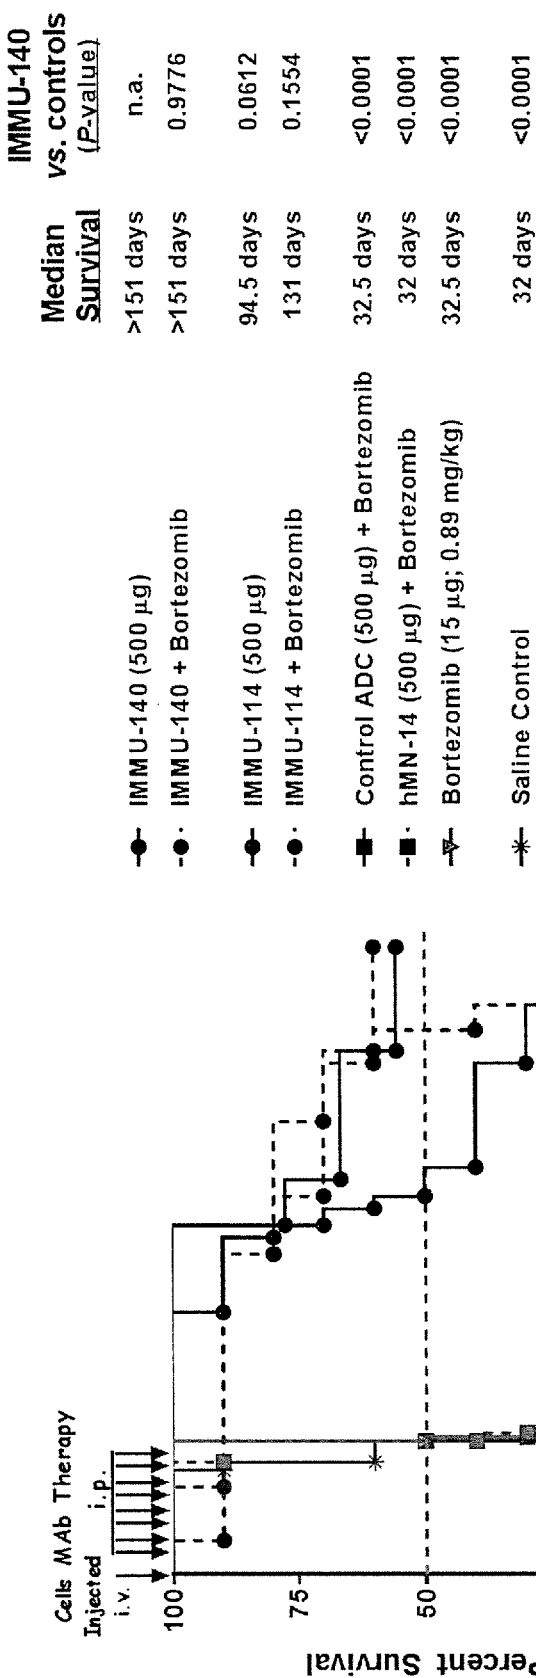 Cells MAb Therapy
Injected
i.v.
i.p.
100
75
50
Percent Survival
IMMU-140
Median vs. controls
Survival (P-value)
IMMU-140 (500 µg) >151 days n.a.
IMMU-140 + Bortezomib >151 days 0.9776
IMMU-114 (500 µg) 94.5 days 0.0612
IMMU-114 + Bortezomib 131 days 0.1554
Control ADC (500 µg) + Bortezomib 32.5 days <0.0001
hMN-14 (500 µg) + Bortezomib 32 days <0.0001
Bortezomib (15 µg; 0.89 mg/kg) 32.5 days <0.0001
Saline Control 32 days <0.0001